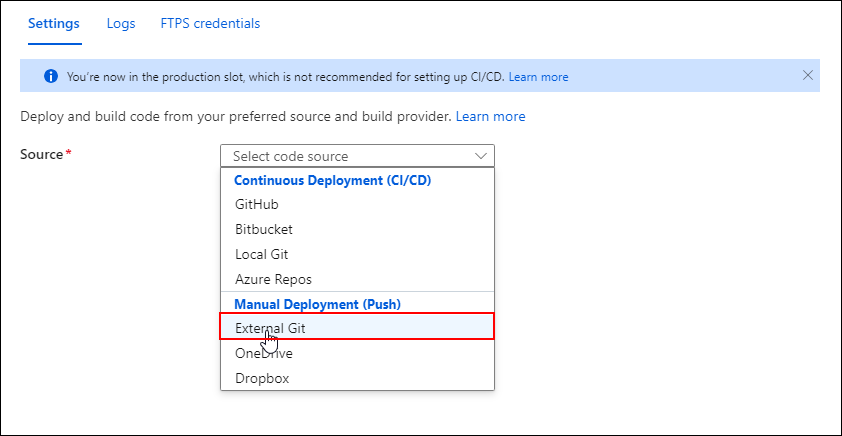 Settings Logs FTPS credentials
You're now in the production slot, which is not recommended for setting up CI/CD. Learn more
Deploy and build code from your preferred source and build provider. Learn more
Source* Select code source
Continuous Deployment (CI/CD)
GitHub
Bitbucket
Local Git
Azure Repos
Manual Deployment (Push)
External Git
OneDrive
Dropbox